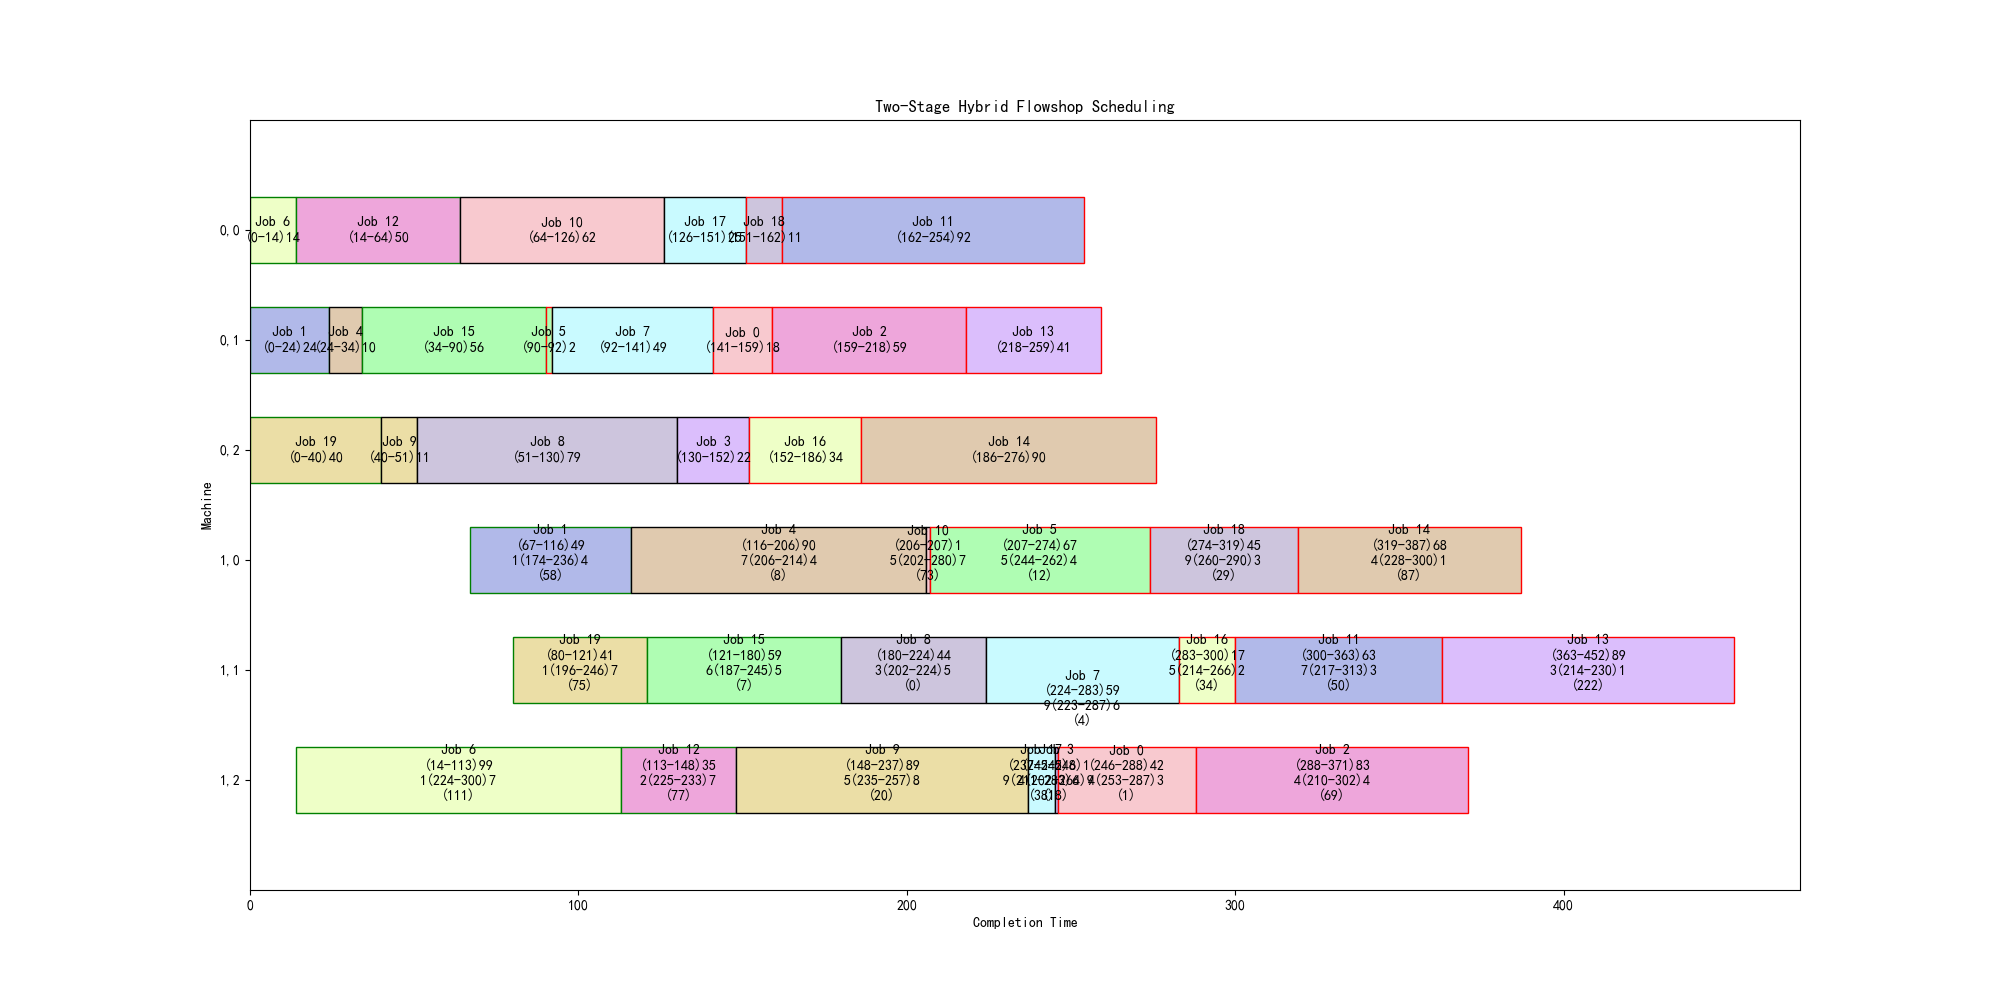 Two-Stage Hybrid Flowshop Scheduling
Machine
0,0
Job 6
(0-14)14
Job 12
(14-64)50
Job 10
(64-126)62
Job 17
(126-151)25
Job 18
(151-162)11
Job 11
(162-254)92
0,1
Job 1
(0-24)24
Job 4
(24-34)10
Job 15
(34-90)56
Job 5
(90-92)2
Job 7
(92-141)49
Job 0
(141-159)18
Job 2
(159-218)59
Job 13
(218-259)41
0,2
Job 19
(0-40)40
Job 9
(40-51)11
Job 8
(51-130)79
Job 3
(130-152)22
Job 16
(152-186)34
Job 14
(186-276)90
1,0
Job 1
(67-116)49
1(174-236)4
(58)
Job 4
(116-206)90
7(206-214)4
(8)
Job 10
(206-207)1
5(202-280)7
(73)
Job 5
(207-274)67
5(244-262)4
(12)
Job 18
(274-319)45
9(260-290)3
(29)
Job 14
(319-387)68
4(228-300)1
(87)
1,1
Job 19
(80-121)41
1(196-246)7
(75)
Job 15
(121-180)59
6(187-245)5
(7)
Job 8
(180-224)44
3(202-224)5
(0)
Job 7
(224-283)59
9(223-287)6
(4)
Job 16
(283-300)17
5(214-266)2
(34)
Job 11
(300-363)63
7(217-313)3
(50)
Job 13
(363-452)89
3(214-230)1
(222)
1,2
Job 6
(14-113)99
1(224-300)7
(111)
Job 12
(113-148)35
2(225-233)7
(77)
Job 9
(148-237)89
5(235-257)8
(20)
Job 17
Job 3
Job 0
(246-288)42
4(253-287)3
(1)
Job 2
(288-371)83
4(210-302)4
(69)
0
100
200
300
400
Completion Time